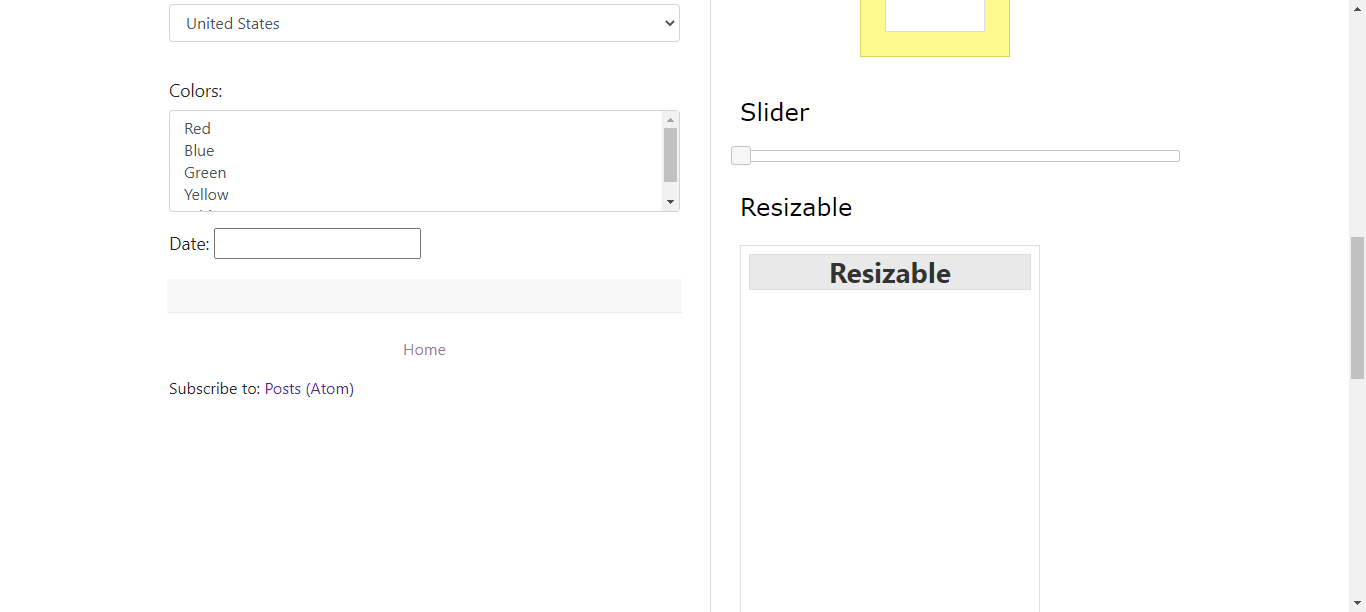 United States
Colors:
Red
Blue
Green
Yellow
Date:
Home
Subscribe to: Posts (Atom)
Slider
Resizable
Resizable